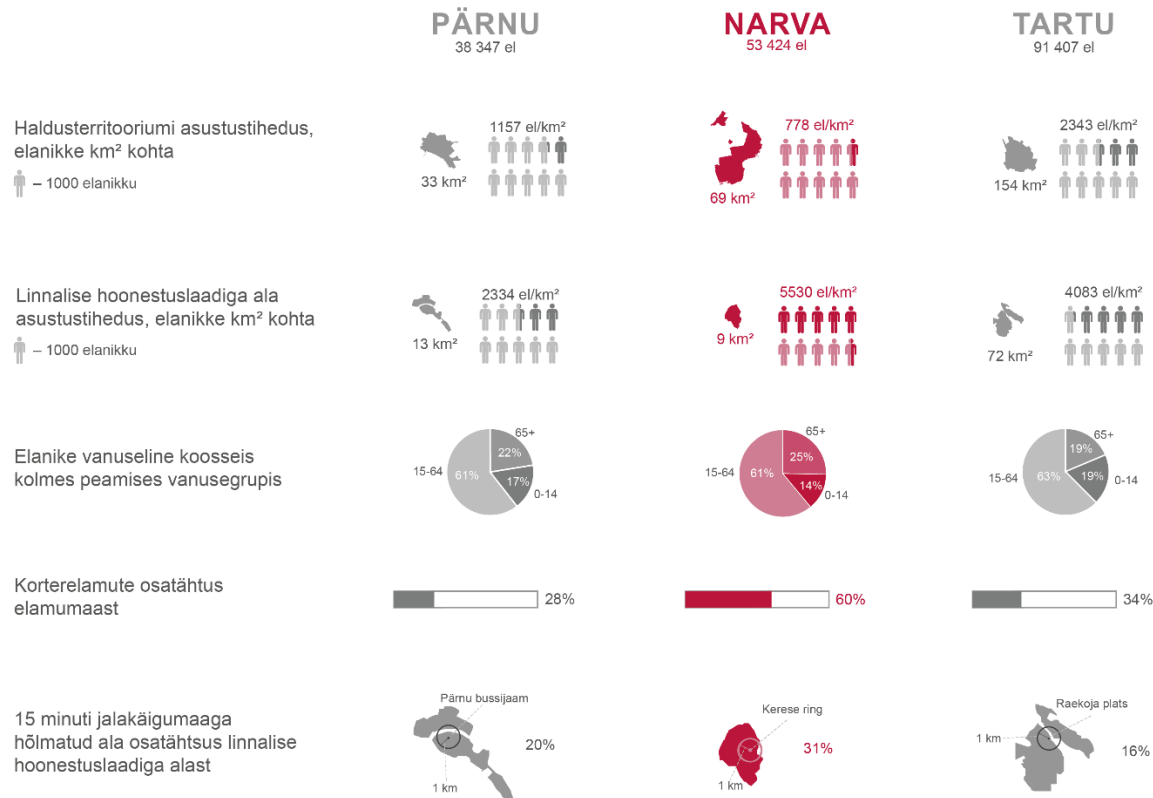 PÄRNU
38 347 el
NARVA
53 424 el
TARTU
91 407 el
Haldusterritooriumi asustustihedus,
elanikke km² kohta
– 1000 elanikku
33 km²
1157 el/km²
69 km²
778 el/km²
154 km²
2343 el/km²
Linnalise hoonestuslaadiga ala
asustustihedus, elanikke km² kohta
– 1000 elanikku
13 km²
2334 el/km²
9 km²
5530 el/km²
72 km²
4083 el/km²
Elanike vanuseline koosseis
kolmes peamises vanusegrupis
65+
22%
15-64
61%
17%
0-14
65+
25%
15-64
61%
14%
0-14
65+
19%
15-64
63%
19%
0-14
Korterelamute osatähtus
elamumaast
28%
60%
34%
15 minuti jalakäigumaaga
hõlmatud ala osatähtsus linnalise
hoonestuslaadiga alast
Pärnu bussijaam
20%
1 km
Kerese ring
31%
1 km
Raekoja plats
1 km
16%